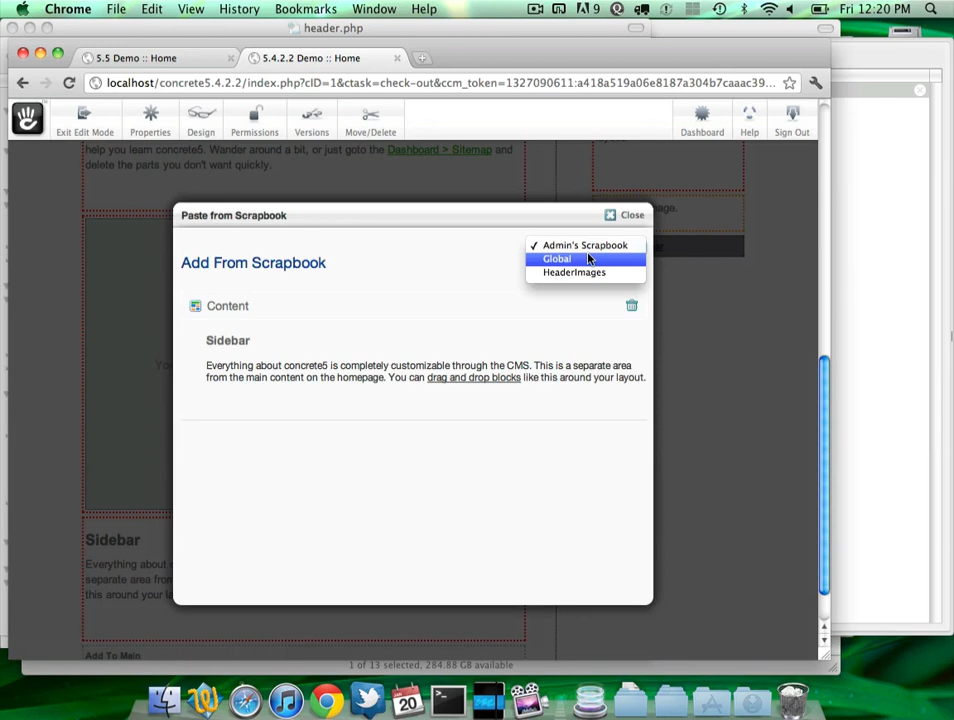 Chrome File Edit View History Bookmarks Window Help 9 Fri 12:20 PM
header.php
5.5 Demo :: Home 5.4.2.2 Demo :: Home
localhost/concrete5.4.2.2/index.php?cID=1&ctask=check-out&ccm_token=1327090611:a418a519a06e8187a304b7caaac39...
Exit Edit Mode Properties Design Permissions Versions Move/Delete Dashboard Help Sign Out
help you learn concrete5. Wander around a bit, or just goto the Dashboard > Sitemap and
delete the parts you don't want quickly.
Paste from Scrapbook Close
Add From Scrapbook
✓ Admin's Scrapbook
Global
HeaderImages
Content
Sidebar
Everything about concrete5 is completely customizable through the CMS. This is a separate area
from the main content on the homepage. You can drag and drop blocks like this around your layout.
Sidebar
Everything about
separate area from
this around your la
Add To Main
1 of 13 selected, 284.88 GB available
20